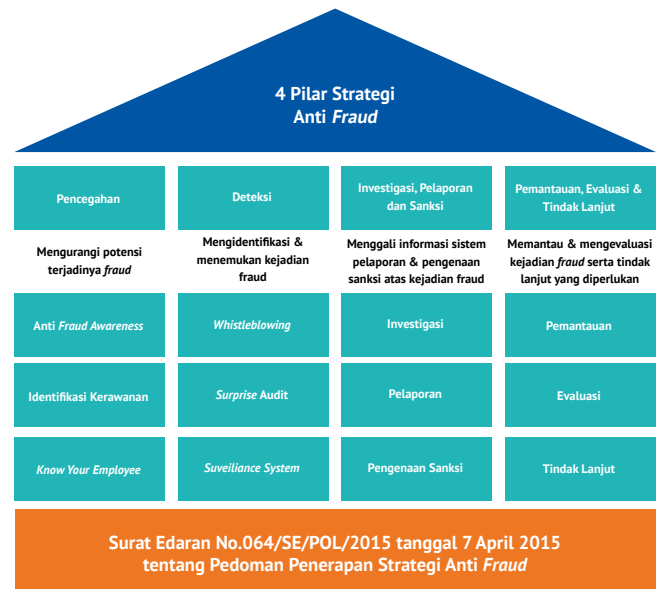 4 Pilar Strategi
Anti Fraud
Pencegahan
Deteksi
Investigasi, Pelaporan
dan Sanksi
Pemantauan, Evaluasi &
Tindak Lanjut
Mengurangi potensi
terjadinya fraud
Mengidentifikasi &
menemukan kejadian
fraud
Menggali informasi sistem
pelaporan & pengenaan
sanksi atas kejadian fraud
Memantau & mengevaluasi
kejadian fraud serta tindak
lanjut yang diperlukan
Anti Fraud Awareness
Whistleblowing
Investigasi
Pemantauan
Identifikasi Kerawanan
Surprise Audit
Pelaporan
Evaluasi
Know Your Employee
Suveiliance System
Pengenaan Sanksi
Tindak Lanjut
Surat Edaran No.064/SE/POL/2015 tanggal 7 April 2015
tentang Pedoman Penerapan Strategi Anti Fraud